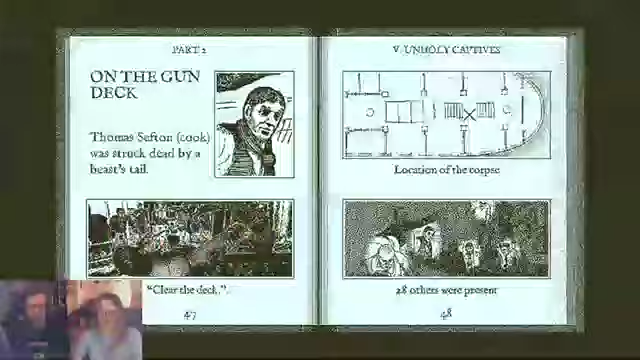 PART 2
ON THE GUN
DECK
Thomas Sefton (cook)
was struck dead by a
beast's tail.
"Clear the deck.".
47
V. UNHOLY CAPTIVES
Location of the corpse
28 others were present
48